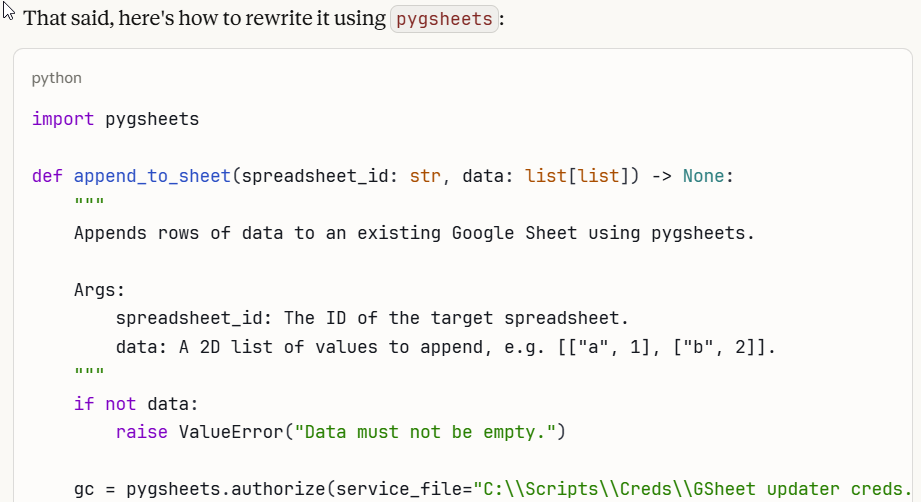 That said, here's how to rewrite it using pygsheets:
python
import pygsheets
def append_to_sheet(spreadsheet_id: str, data: list[list]) -> None:
"""
Appends rows of data to an existing Google Sheet using pygsheets.
Args:
spreadsheet_id: The ID of the target spreadsheet.
data: A 2D list of values to append, e.g. [["a", 1], ["b", 2]].
"""
if not data:
raise ValueError("Data must not be empty.")
gc = pygsheets.authorize(service_file="C:\\Scripts\\Creds\\GSheet updater creds.